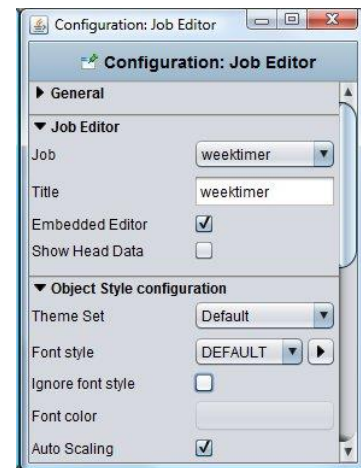 Configuration: Job Editor
Configuration: Job Editor
General
Job Editor
Job weektimer
Title weektimer
Embedded Editor
Show Head Data
Object Style configuration
Theme Set Default
Font style DEFAULT
Ignore font style
Font color
Auto Scaling